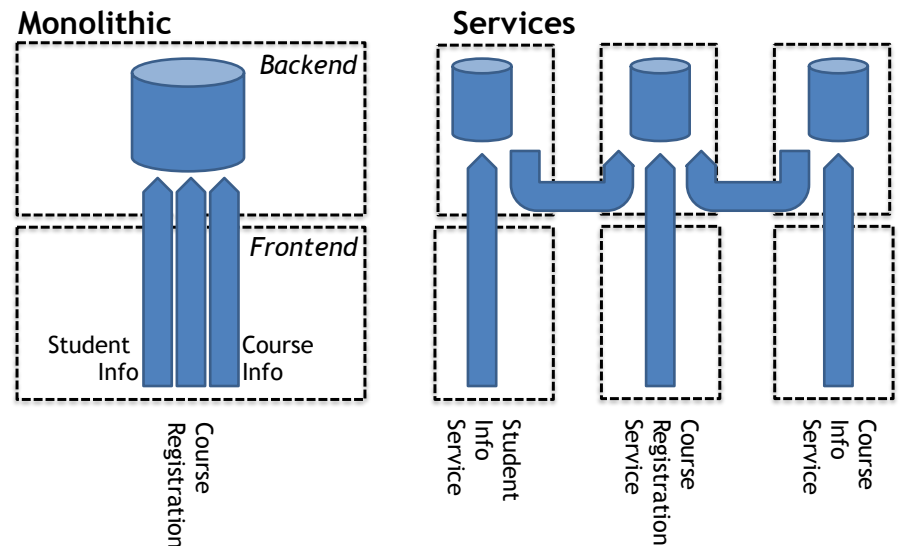 Monolithic
Services
Backend
Frontend
Student
Info
Course
Info
Course
Registration
Student
Info
Service
Course
Registration
Service
Course
Info
Service